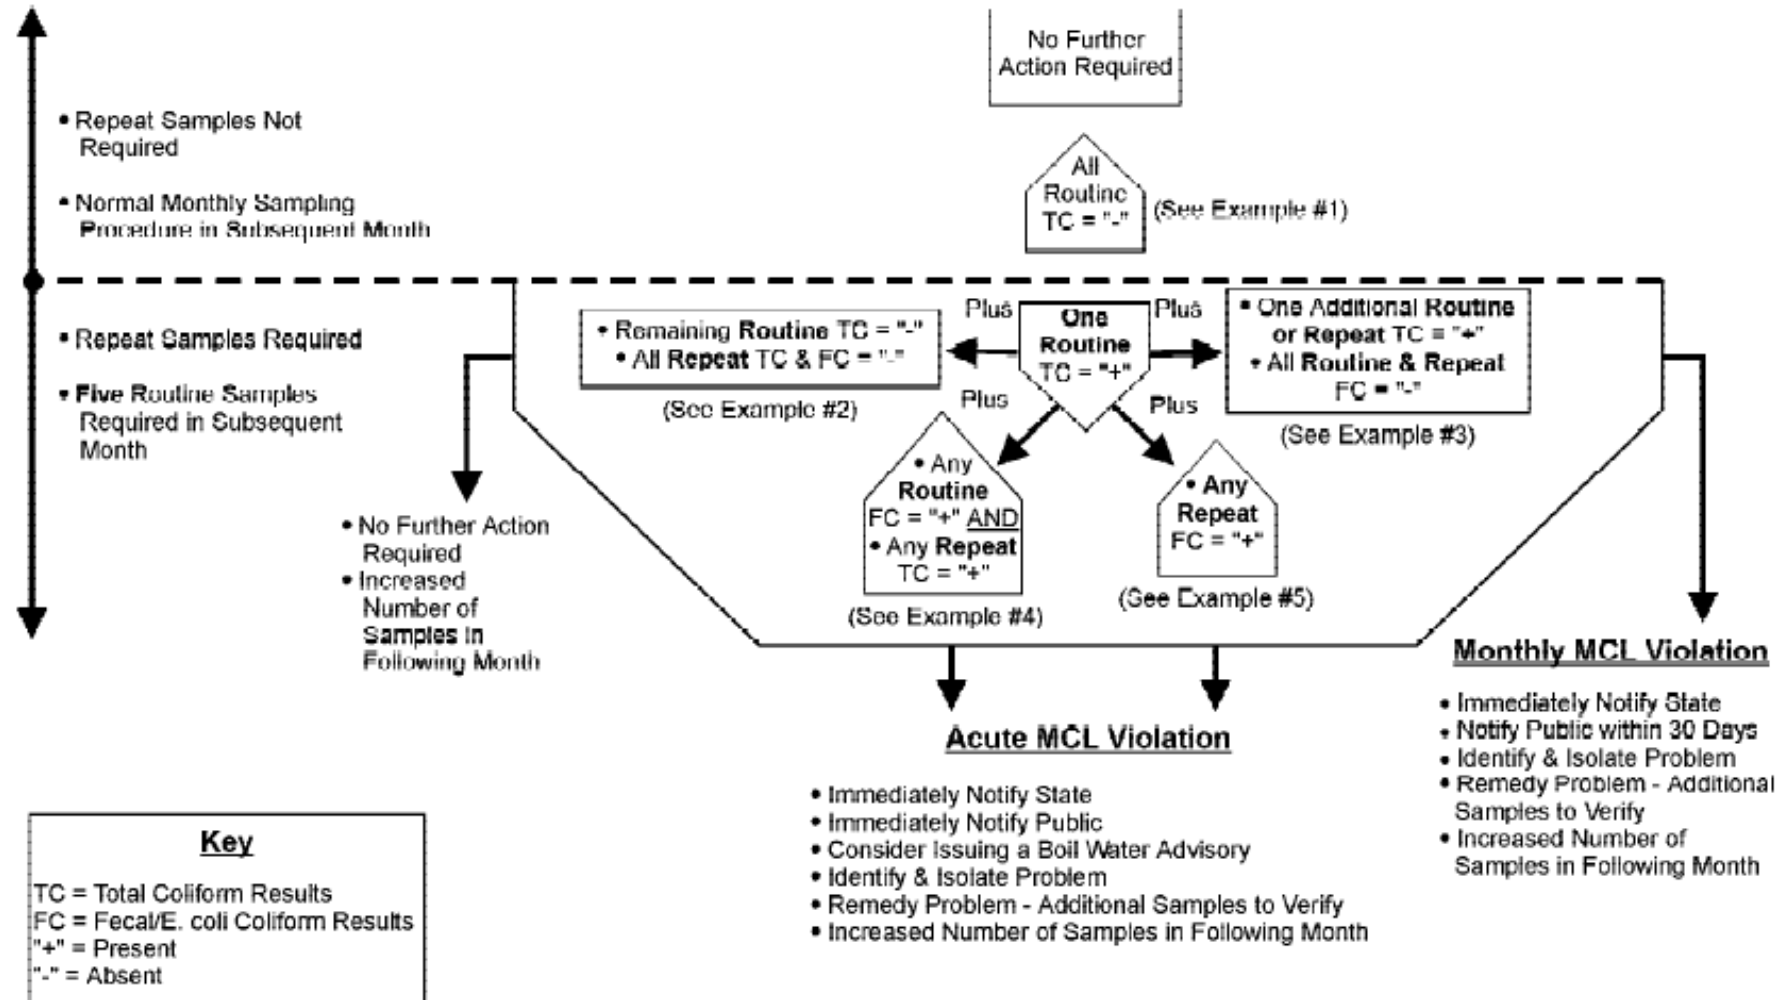 No Further
Action Required
• Repeat Samples Not
Required
• Normal Monthly Sampling
Procedure in Subsequent Month
All
Routine
TC = "-"
(See Example #1)
• Repeat Samples Required
• Five Routine Samples
Required in Subsequent
Month
• Remaining Routine TC = "-"
• All Repeat TC & FC = "-"
(See Example #2)
Plus
One
Routine
TC = "+"
Plus
• One Additional Routine
or Repeat TC = "+"
• All Routine & Repeat
FC = "-"
(See Example #3)
Plus
Plus
• Any
Routine
FC = "+" AND
• Any Repeat
TC = "+"
(See Example #4)
• Any
Repeat
FC = "+"
(See Example #5)
• No Further Action
Required
• Increased
Number of
Samples in
Following Month
Monthly MCL Violation
• Immediately Notify State
• Notify Public within 30 Days
• Identify & Isolate Problem
• Remedy Problem - Additional
Samples to Verify
• Increased Number of
Samples in Following Month
Acute MCL Violation
• Immediately Notify State
• Immediately Notify Public
• Consider Issuing a Boil Water Advisory
• Identify & Isolate Problem
• Remedy Problem - Additional Samples to Verify
• Increased Number of Samples in Following Month
Key
TC = Total Coliform Results
FC = Fecal/E. coli Coliform Results
"+" = Present
"-" = Absent